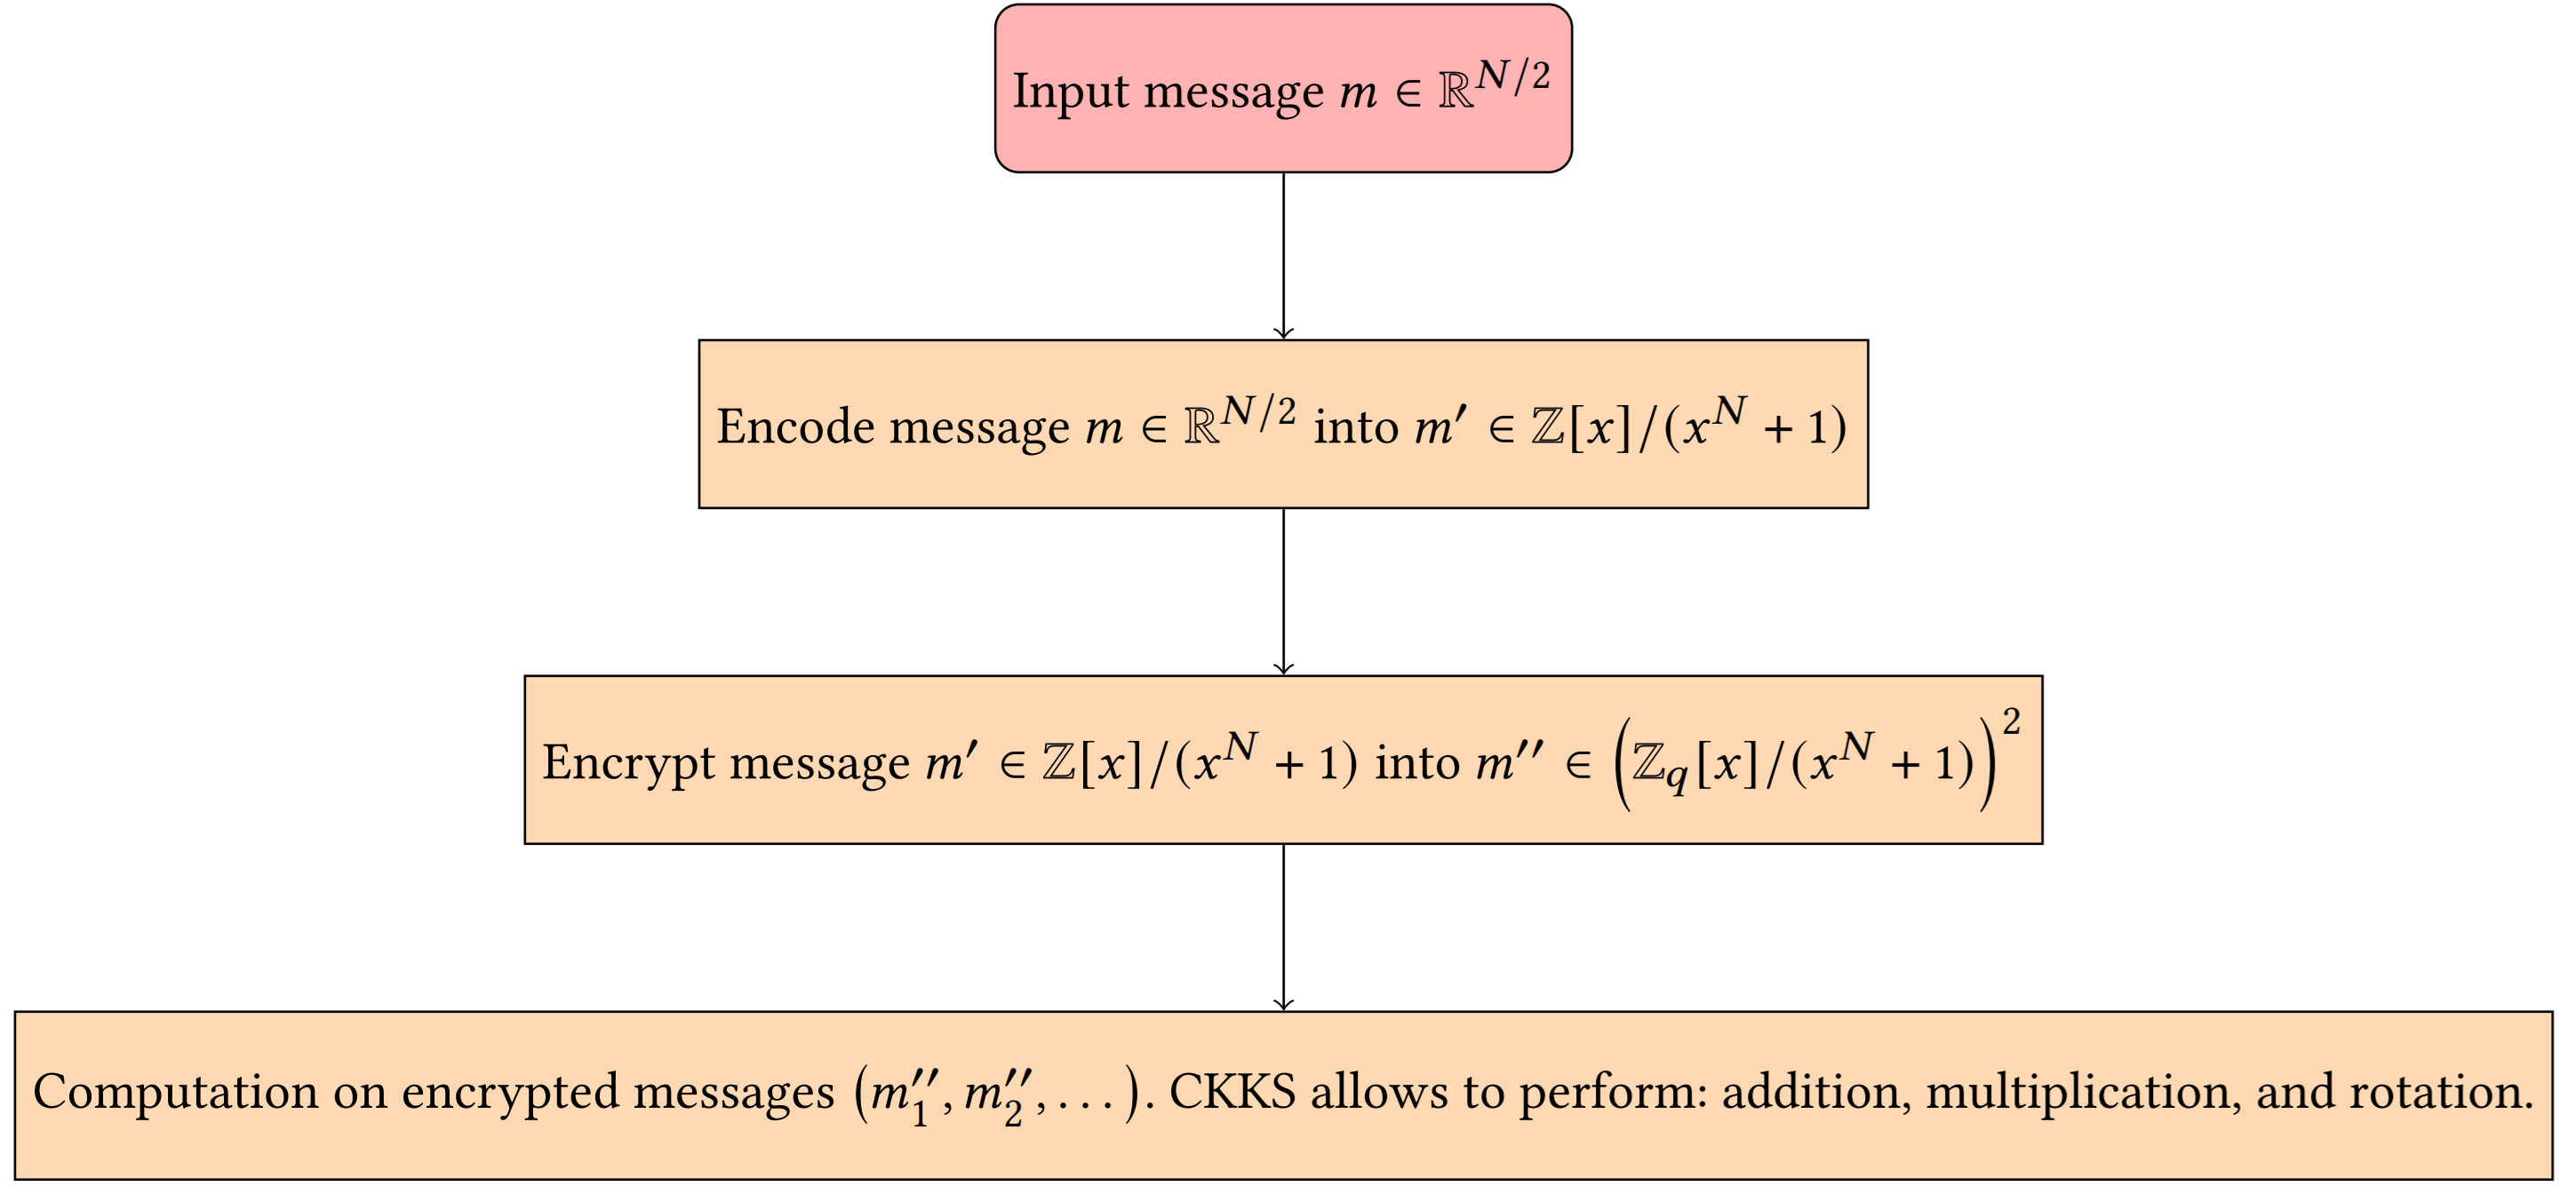 Input message m ∈ ℝ^{N/2}
Encode message m ∈ ℝ^{N/2} into m′ ∈ ℤ[x]/(x^N + 1)
Encrypt message m′ ∈ ℤ[x]/(x^N + 1) into m′′ ∈ (ℤ_q[x]/(x^N + 1))^2
Computation on encrypted messages (m′′_1, m′′_2, . . .). CKKS allows to perform: addition, multiplication, and rotation.